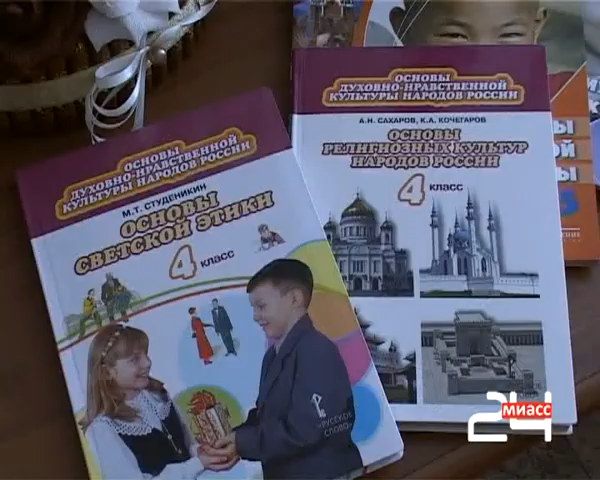 ОСНОВЫ
ДУХОВНО-НРАВСТВЕННОЙ
КУЛЬТУРЫ НАРОДОВ РОССИИ
М.Т. СТУДЕНИКИН
ОСНОВЫ
СВЕТСКОЙ ЭТИКИ
4 КЛАСС
«РУССКОЕ
СЛОВО»
ОСНОВЫ
ДУХОВНО-НРАВСТВЕННОЙ
КУЛЬТУРЫ НАРОДОВ РОССИИ
А.Н. САХАРОВ, К.А. КОЧЕГАРОВ
ОСНОВЫ
РЕЛИГИОЗНЫХ КУЛЬТУР
НАРОДОВ РОССИИ
4 КЛАСС
24
МИАСС